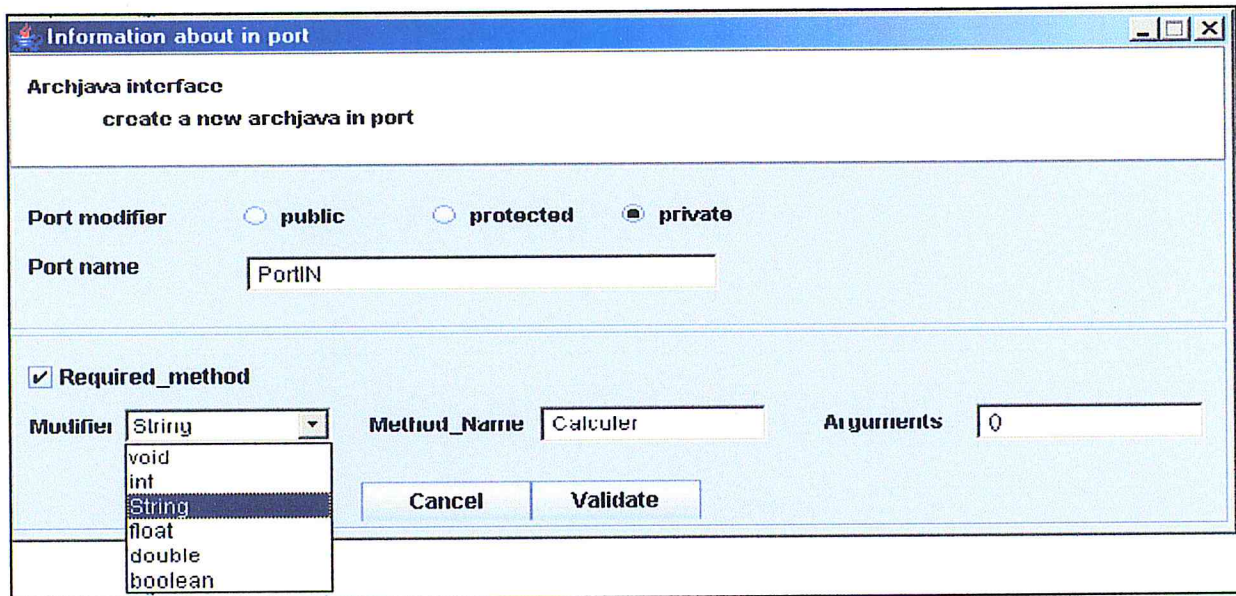 Information about in port
Archjava interface
create a new archjava in port
Port modifier public protected private
Port name PortIN
Required_method
Modifier String Method_Name Calculer Arguments 0
void
int
String
float
double
boolean
Cancel Validate